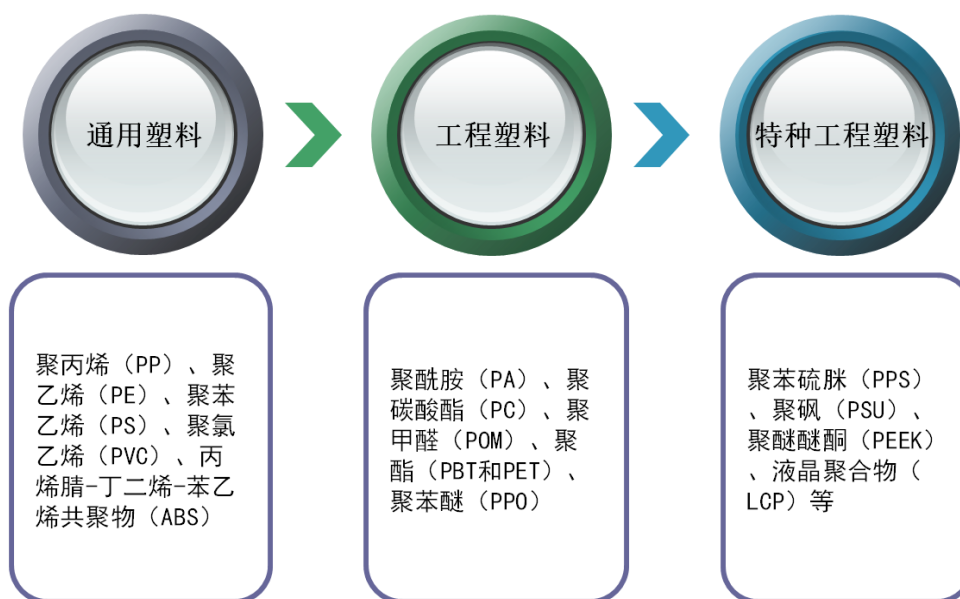 通用塑料
工程塑料
特种工程塑料
聚丙烯（PP）、聚
乙烯（PE）、聚苯
乙烯（PS）、聚氯
乙烯（PVC）、丙
烯腈-丁二烯-苯乙
烯共聚物（ABS）
聚酰胺（PA）、聚
碳酸酯（PC）、聚
甲醛（POM）、聚
酯（PBT和PET）、
聚苯醚（PPO）
聚苯硫脒（PPS）
、聚砜（PSU）、
聚醚醚酮（PEEK）
、液晶聚合物（
LCP）等